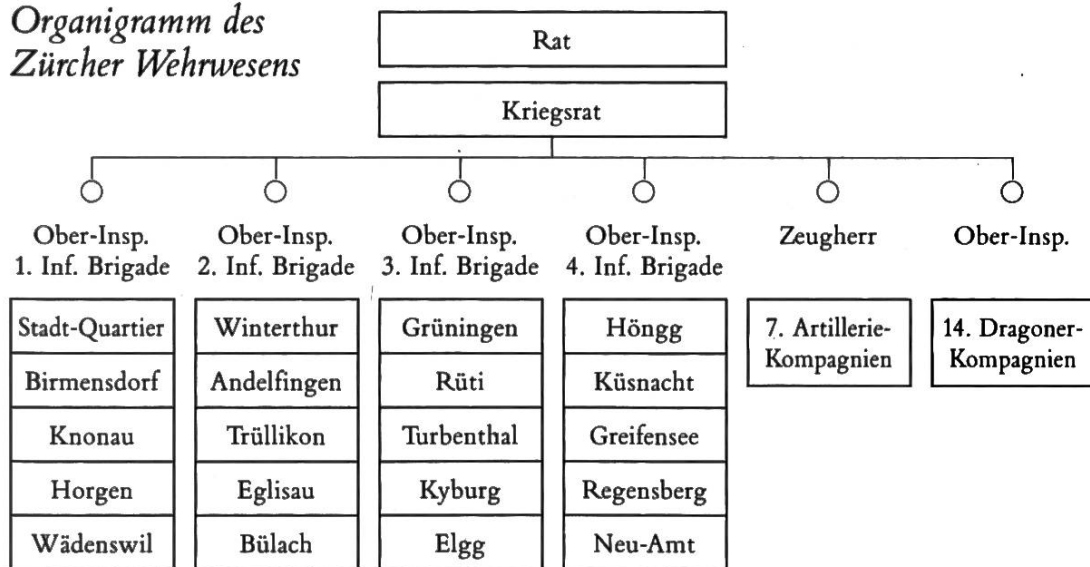 Organigramm des
Zürcher Wehrwesens
Rat
Kriegsrat
Ober-Insp.
1. Inf. Brigade
Stadt-Quartier
Birmensdorf
Knonau
Horgen
Wädenswil
Ober-Insp.
2. Inf. Brigade
Winterthur
Andelfingen
Trüllikon
Eglisau
Bülach
Ober-Insp.
3. Inf. Brigade
Grüningen
Rüti
Turbenthal
Kyburg
Elgg
Ober-Insp.
4. Inf. Brigade
Höngg
Küsnacht
Greifensee
Regensberg
Neu-Amt
Zeugherr
7. Artillerie-
Kompagnien
Ober-Insp.
14. Dragoner-
Kompagnien